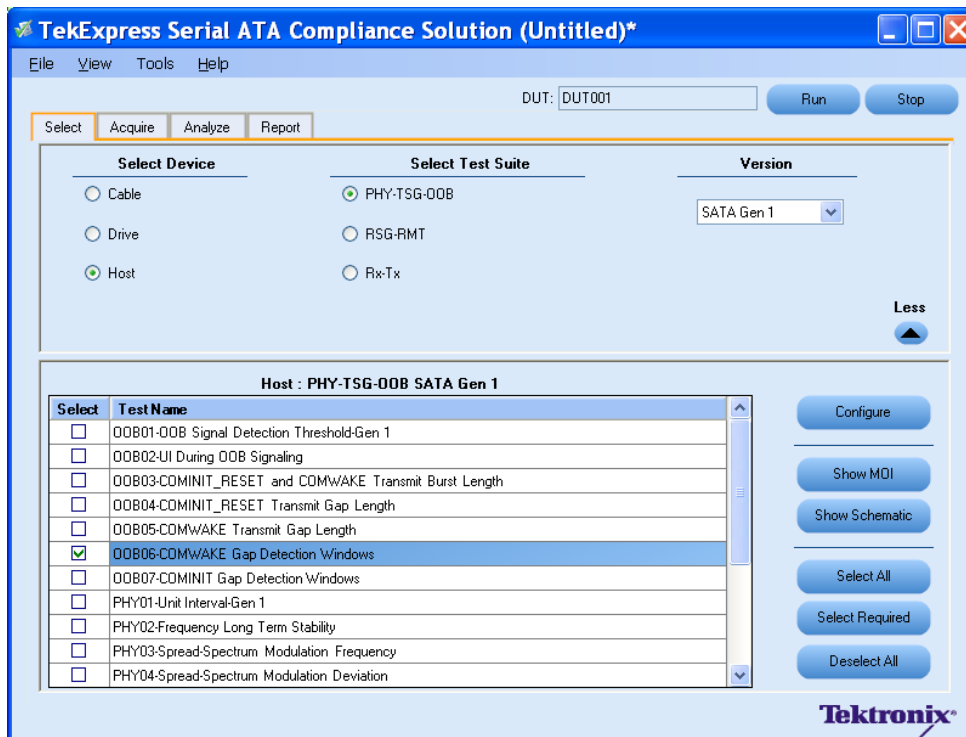 TekExpress Serial ATA Compliance Solution (Untitled)*
File View Tools Help
DUT: DUT001 Run Stop
Select Acquire Analyze Report
Select Device Select Test Suite Version
Cable PHY-TSG-OOB SATA Gen 1
Drive RSG-RMT
Host Rx-Tx
Less
Host : PHY-TSG-OOB SATA Gen 1
Select Test Name
OOB01-OOB Signal Detection Threshold-Gen 1
OOB02-UI During OOB Signaling
OOB03-COMINIT_RESET and COMWAKE Transmit Burst Length
OOB04-COMINIT_RESET Transmit Gap Length
OOB05-COMWAKE Transmit Gap Length
OOB06-COMWAKE Gap Detection Windows
OOB07-COMINIT Gap Detection Windows
PHY01-Unit Interval-Gen 1
PHY02-Frequency Long Term Stability
PHY03-Spread-Spectrum Modulation Frequency
PHY04-Spread-Spectrum Modulation Deviation
Configure
Show MOI
Show Schematic
Select All
Select Required
Deselect All
Tektronix